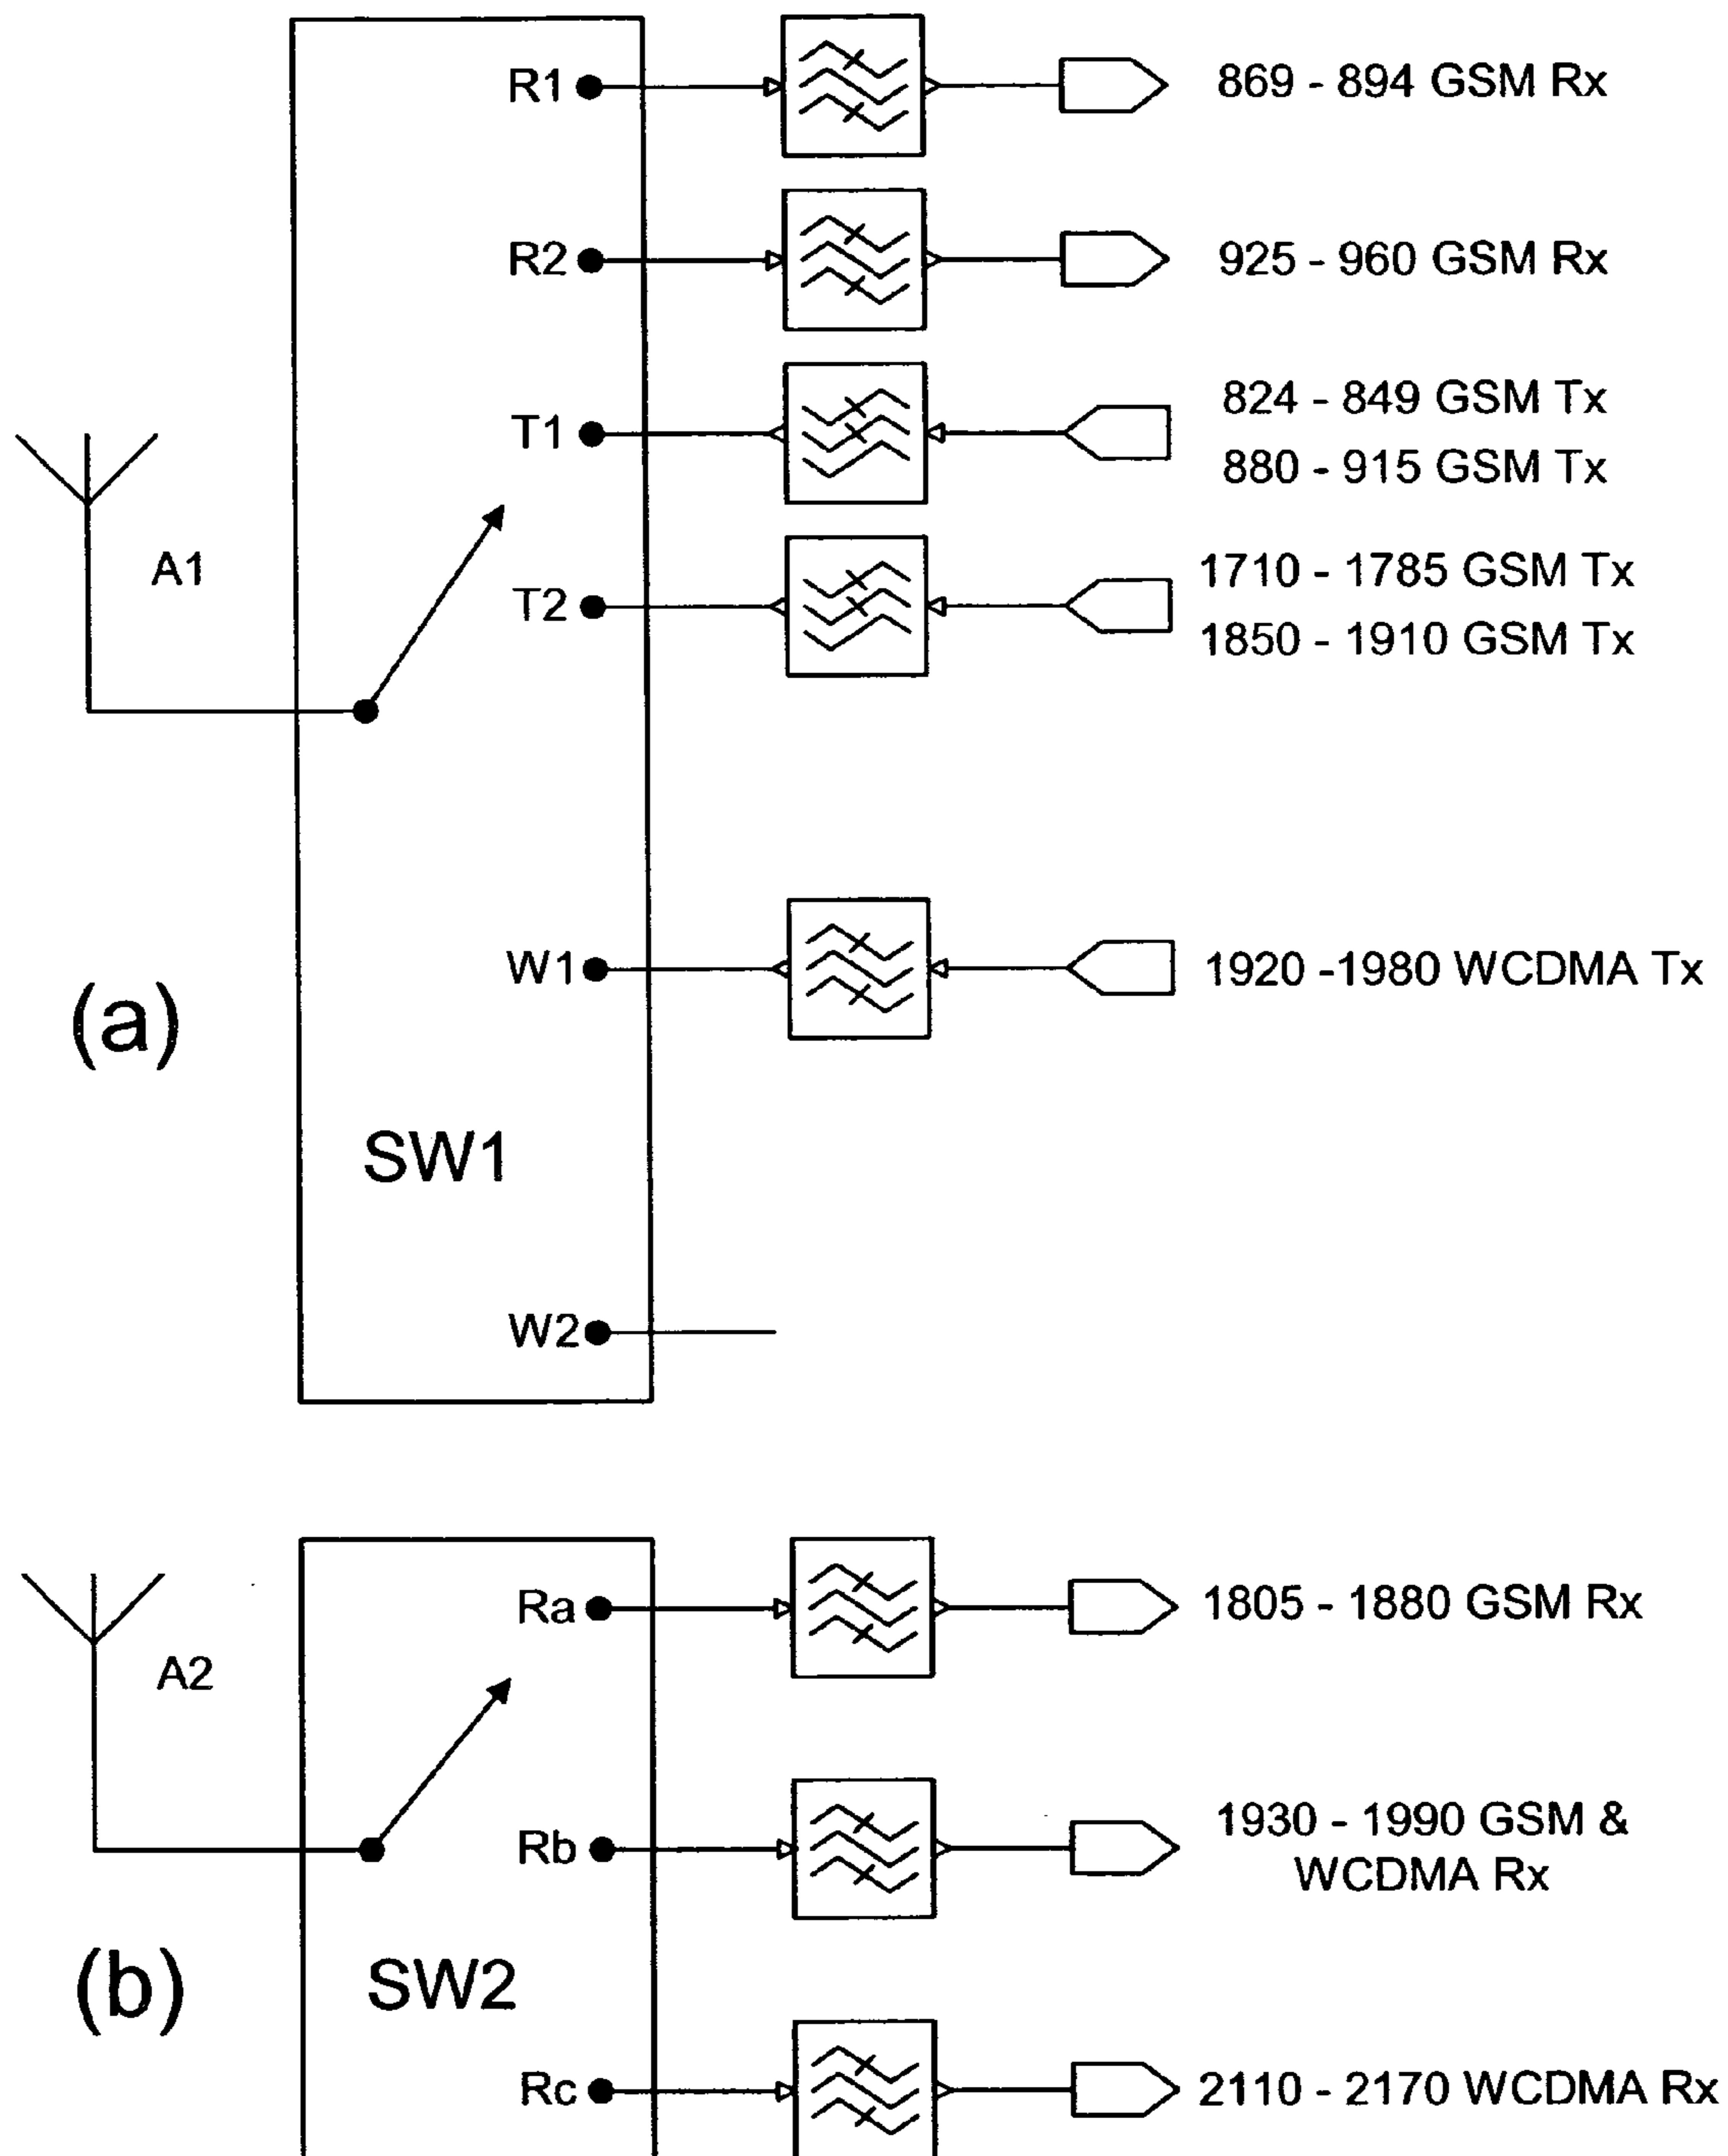 R1
869 - 894 GSM Rx
R2
925 - 960 GSM Rx
T1
824 - 849 GSM Tx
880 - 915 GSM Tx
A1
T2
1710 - 1785 GSM Tx
1850 - 1910 GSM Tx
W1
1920 -1980 WCDMA Tx
(a)
SW1
W2
Ra
1805 - 1880 GSM Rx
A2
Rb
1930 - 1990 GSM &
WCDMA Rx
(b)
SW2
Rc
2110 - 2170 WCDMA Rx